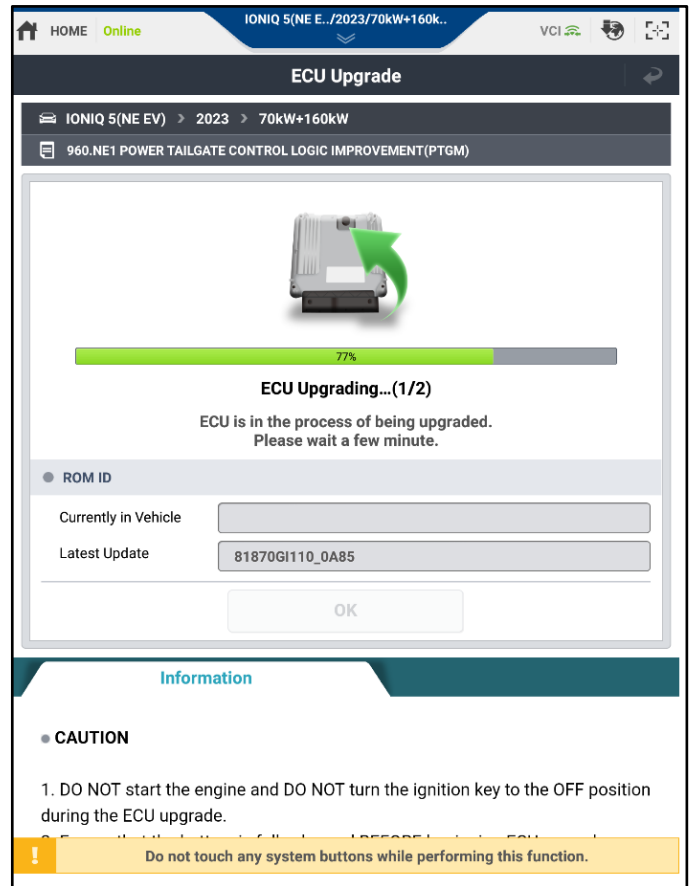 HOME Online IONIQ 5(NE E../2023/70kW+160k.. VCI
ECU Upgrade
IONIQ 5(NE EV) > 2023 > 70kW+160kW
960.NE1 POWER TAILGATE CONTROL LOGIC IMPROVEMENT(PTGM)
77%
ECU Upgrading...(1/2)
ECU is in the process of being upgraded.
Please wait a few minute.
ROM ID
Currently in Vehicle
Latest Update 81870GI110_0A85
OK
Information
CAUTION
1. DO NOT start the engine and DO NOT turn the ignition key to the OFF position
during the ECU upgrade.
! Do not touch any system buttons while performing this function.